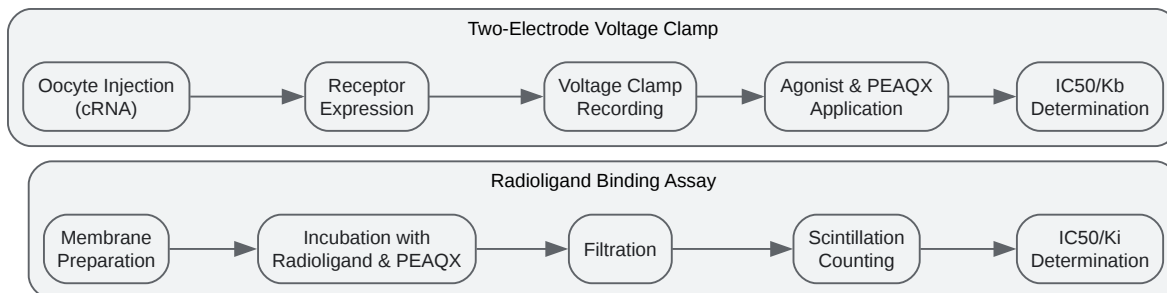 Two-Electrode Voltage Clamp
Oocyte Injection
(cRNA)
Receptor
Expression
Voltage Clamp
Recording
Agonist & PEAQX
Application
IC50/Kb
Determination
Radioligand Binding Assay
Membrane
Preparation
Incubation with
Radioligand & PEAQX
Filtration
Scintillation
Counting
IC50/Ki
Determination